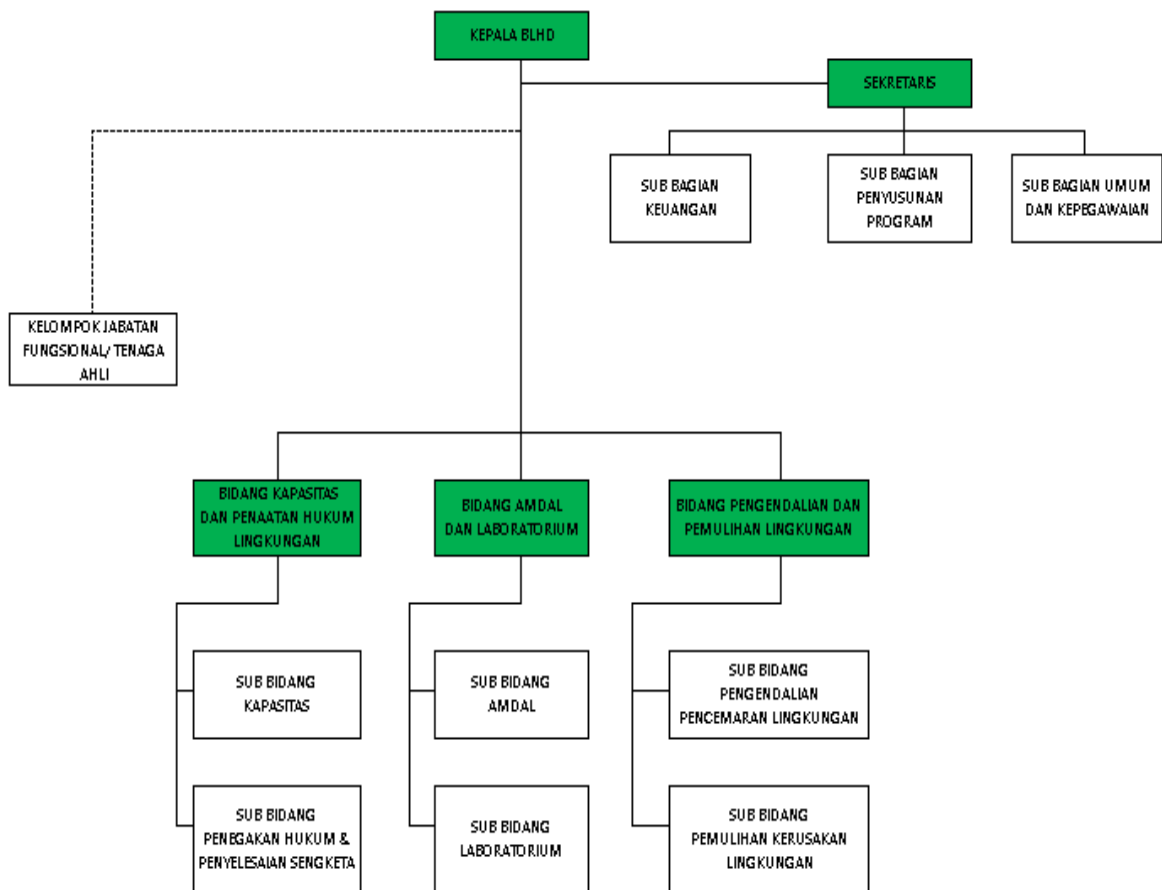 KEPALA BLHD
SEKRETARIS
SUB BAGIAN
KEUANGAN
SUB BAGIAN
PENYUSUNAN
PROGRAM
SUB BAGIAN UMUM
DAN KEPEGAWAIAN
KELOMPOK JABATAN
FUNGSIONAL/ TENAGA
AHLI
BIDANG KAPASITAS
DAN PENAATAN HUKUM
LINGKUNGAN
BIDANG AMDAL
DAN LABORATORIUM
BIDANG PENGENDALIAN DAN
PEMULIHAN LINGKUNGAN
SUB BIDANG
KAPASITAS
SUB BIDANG
AMDAL
SUB BIDANG
PENGENDALIAN
PENCEMARAN LINGKUNGAN
SUB BIDANG
PENEGAKAN HUKUM &
PENYELESAIAN SENGKETA
SUB BIDANG
LABORATORIUM
SUB BIDANG
PEMULIHAN KERUSAKAN
LINGKUNGAN